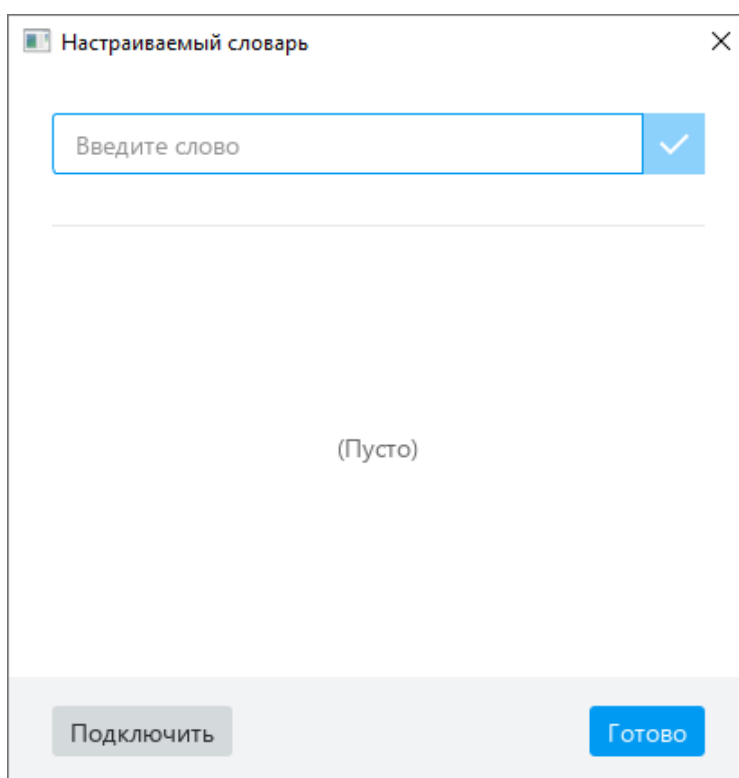 Настраиваемый словарь
Введите слово
(Пусто)
Подключить
Готово